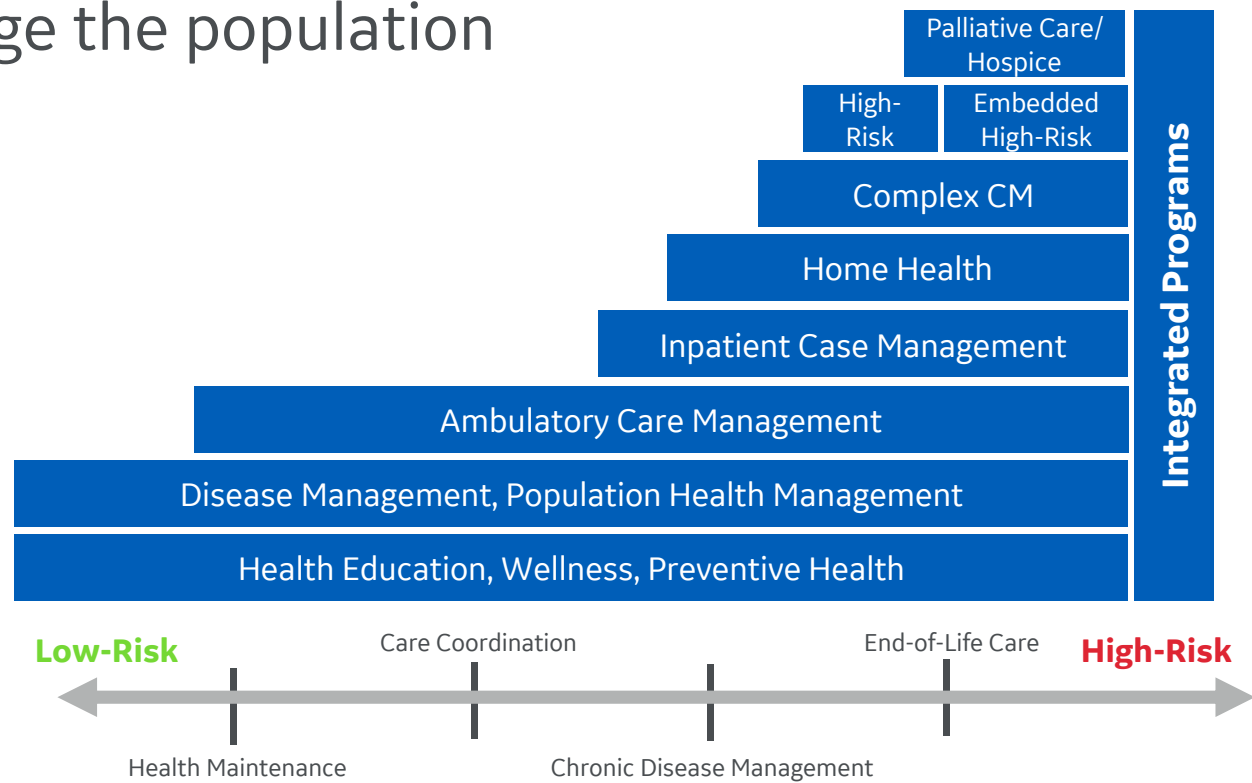 ge the population
Palliative Care/
Hospice
High-
Risk
Embedded
High-Risk
Complex CM
Home Health
Inpatient Case Management
Ambulatory Care Management
Disease Management, Population Health Management
Health Education, Wellness, Preventive Health
Integrated Programs
Low-Risk
Care Coordination
End-of-Life Care
High-Risk
Health Maintenance
Chronic Disease Management